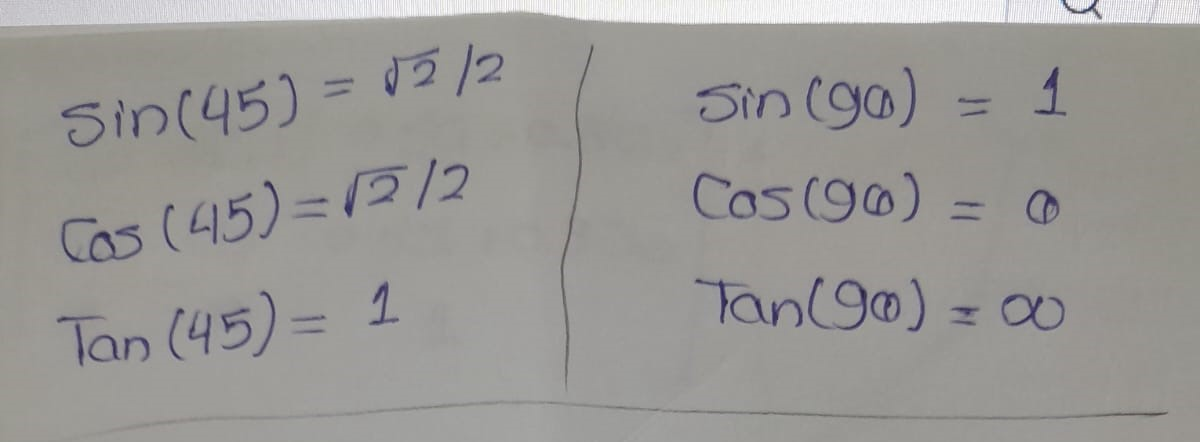 Sin(45) = √2/2
Cos(45) = √2/2
Tan(45) = 1
Sin(90) = 1
Cos(90) = 0
Tan(90) = ∞